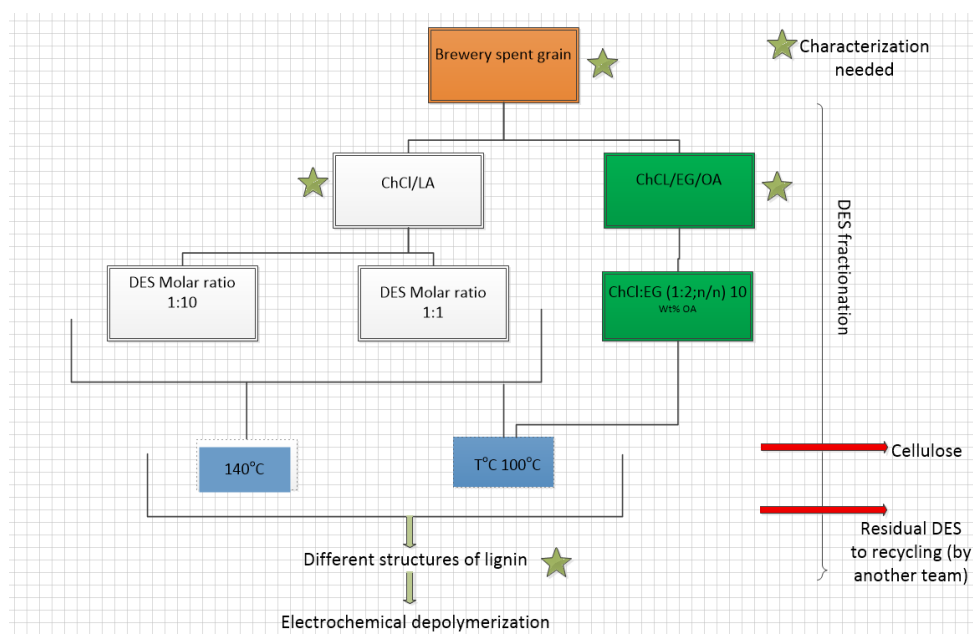 Brewery spent grain
Characterization
needed
ChCl/LA
ChCL/EG/OA
DES Molar ratio
1:10
DES Molar ratio
1:1
ChCl:EG (1:2;n/n) 10
Wt% OA
DES fractionation
140°C
T°C 100°C
Cellulose
Residual DES
to recycling (by
another team)
Different structures of lignin
Electrochemical depolymerization